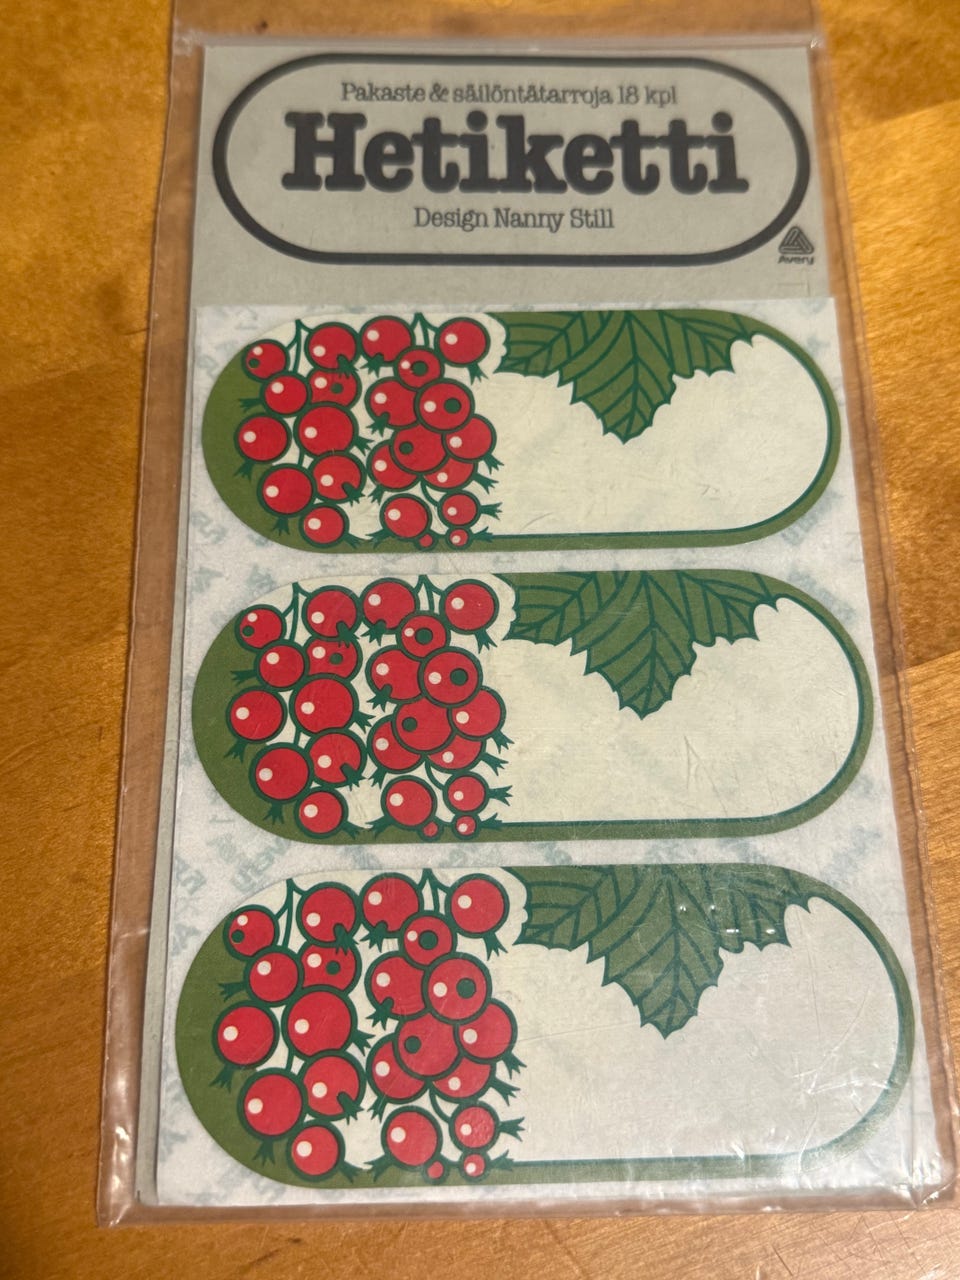 Pakaste & säilöntätarroja 18 kpl
Hetiketti
Design Nanny Still
Avery